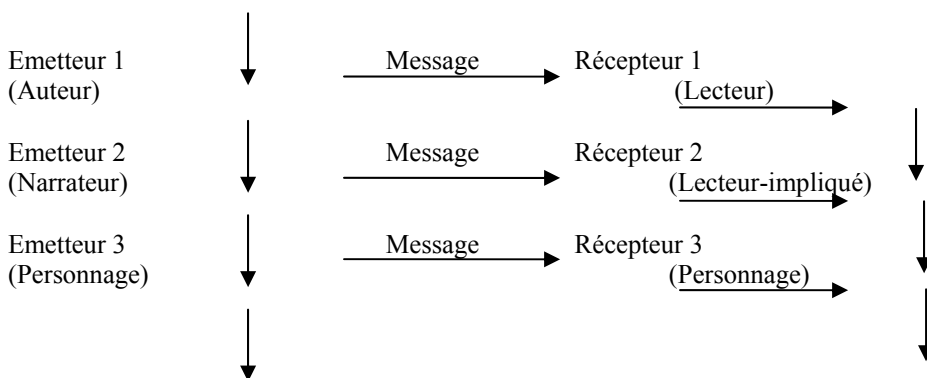 Emetteur 1 Message Récepteur 1
(Auteur) (Lecteur)
Emetteur 2 Message Récepteur 2
(Narrateur) (Lecteur-impliqué)
Emetteur 3 Message Récepteur 3
(Personnage) (Personnage)